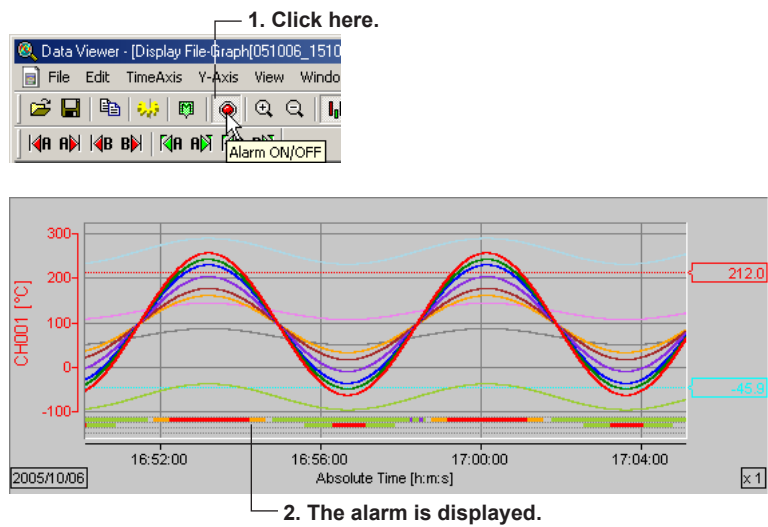 1. Click here.
Data Viewer - [Display File-Graph[051006_1510
File Edit TimeAxis Y-Axis View Windo
A A B B A A
Alarm ON/OFF
300
200
100
0
-100
CH001 [°C]
212.0
-45.9
16:52:00 16:56:00 17:00:00 17:04:00
2005/10/06 Absolute Time [h:m:s] x 1
2. The alarm is displayed.